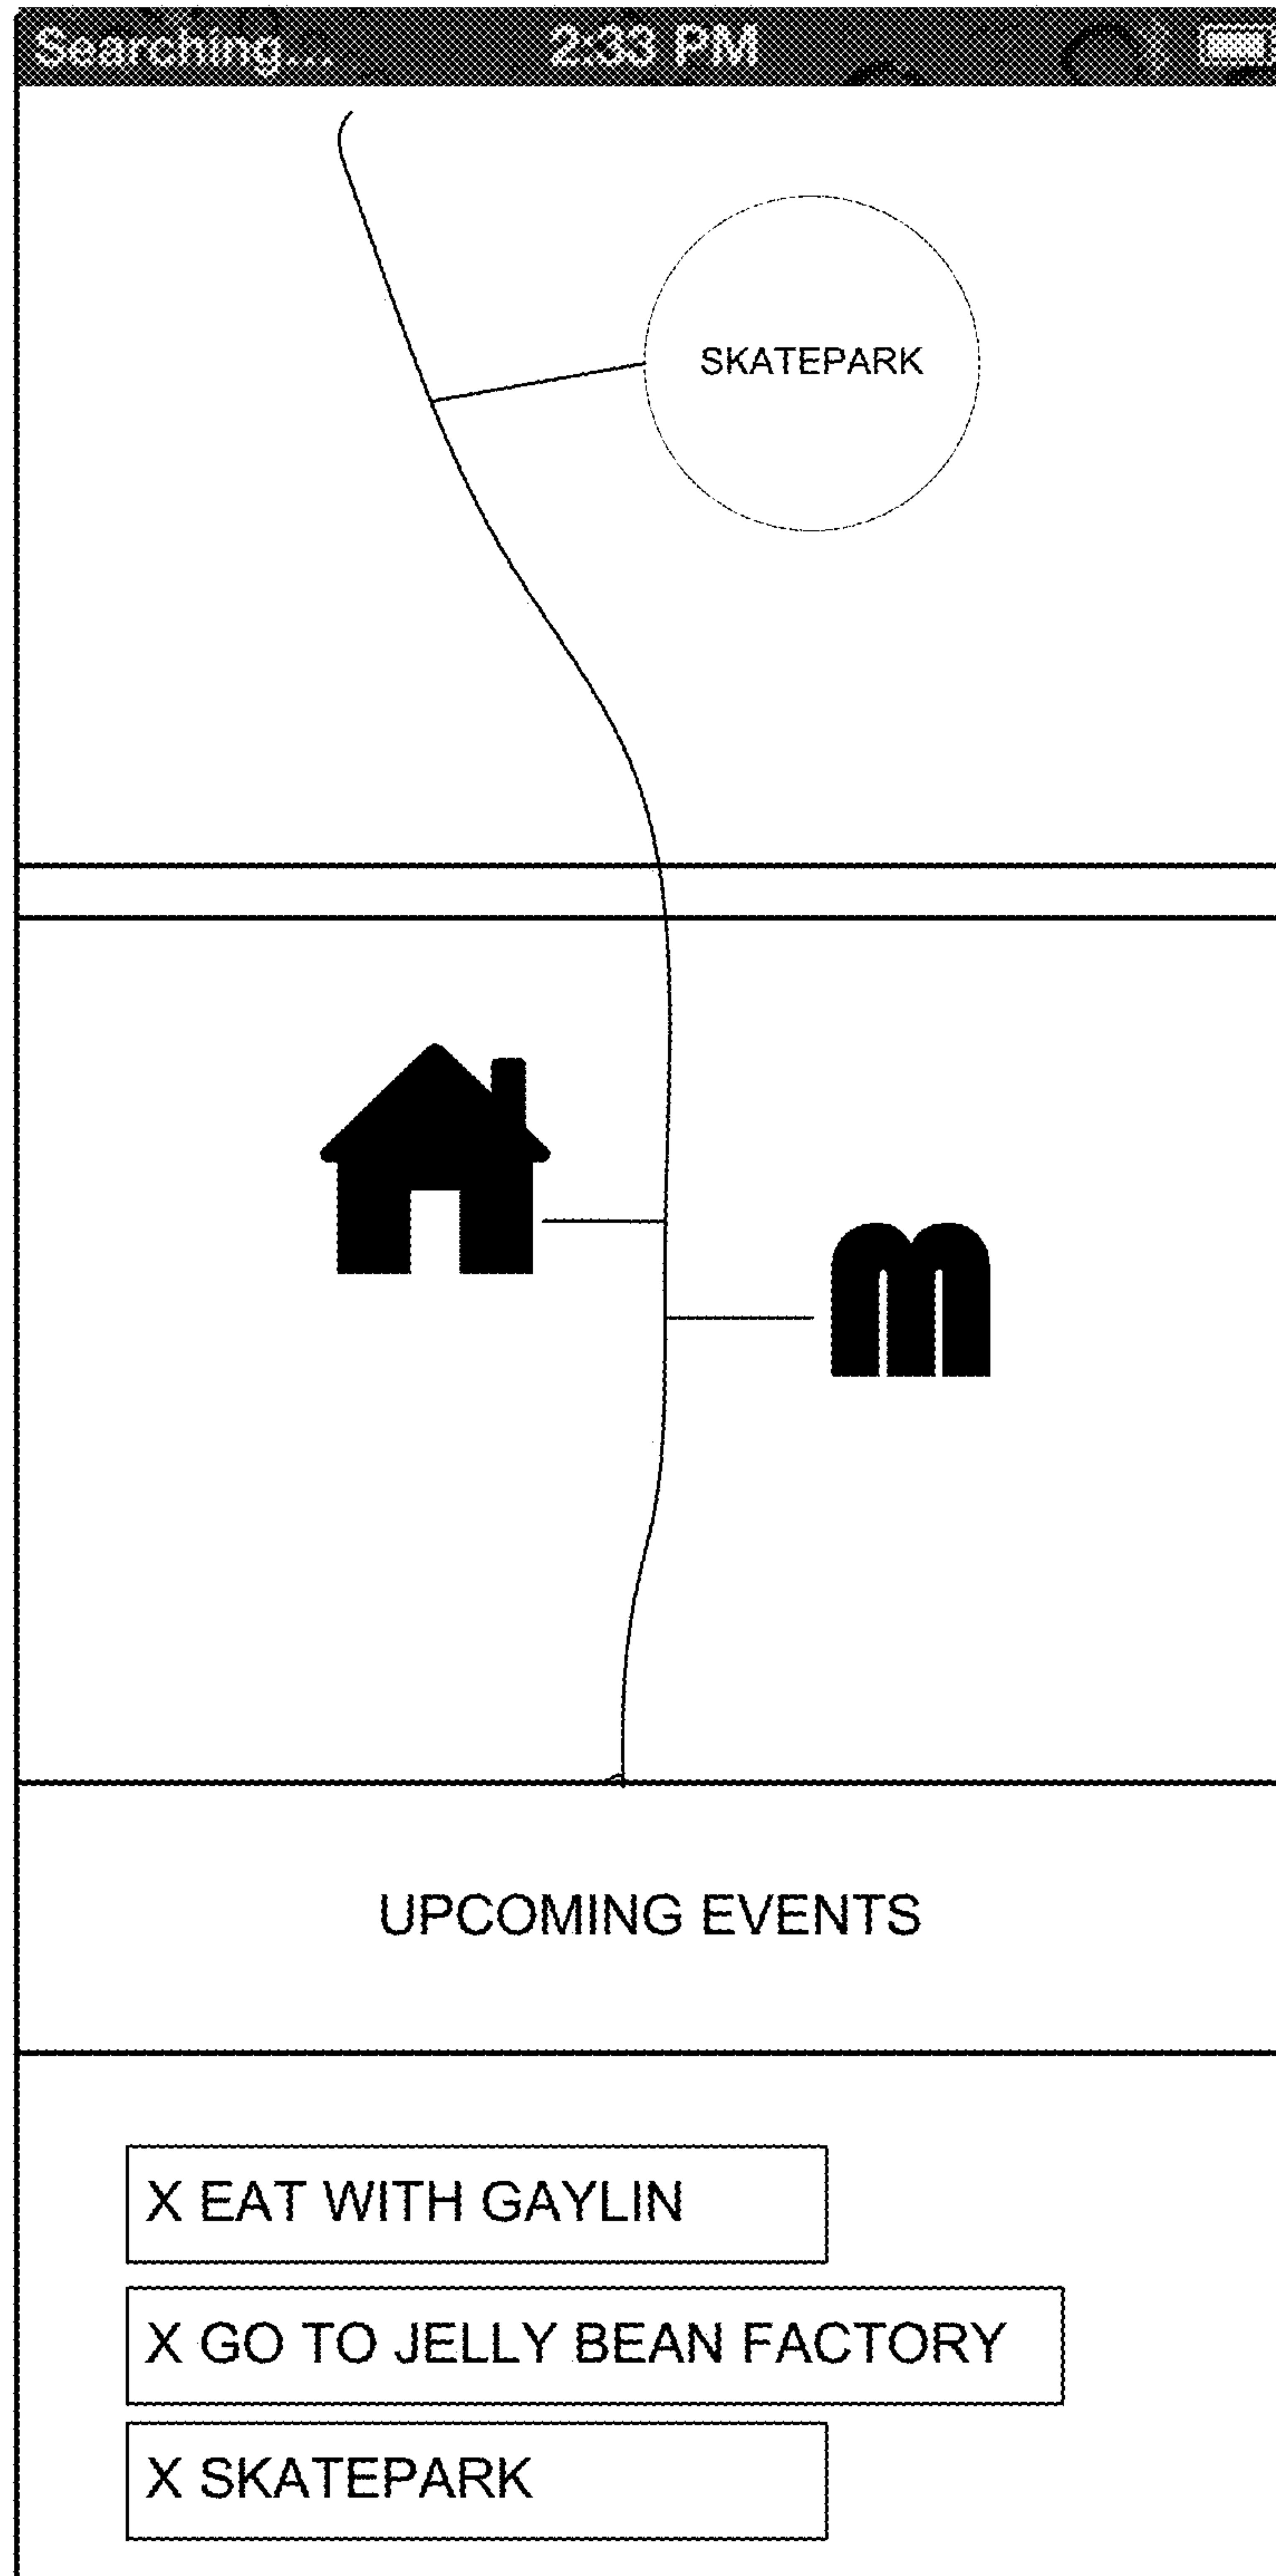 Searching...
2:33 PM
SKATEPARK
m
UPCOMING EVENTS
X EAT WITH GAYLIN
X GO TO JELLY BEAN FACTORY
X SKATEPARK